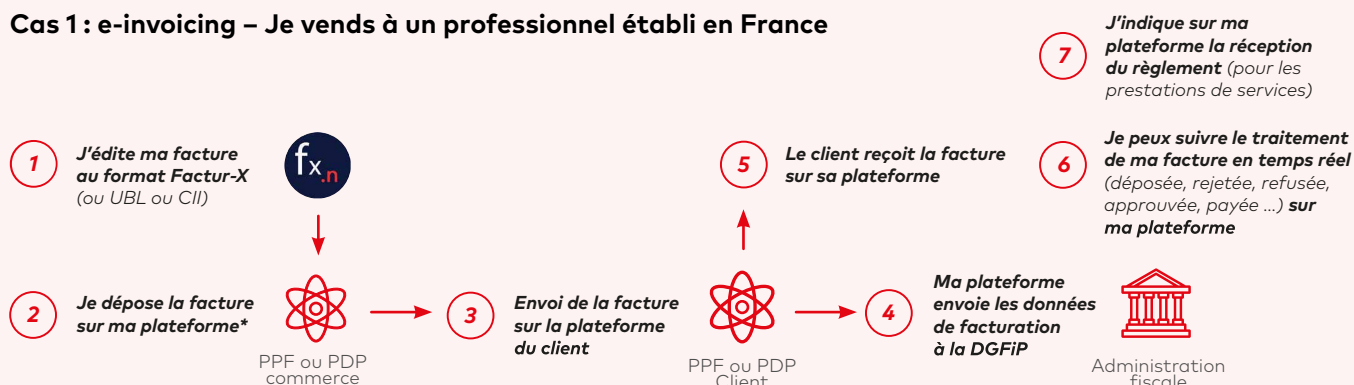 Cas 1 : e-invoicing – Je vends à un professionnel établi en France
1
J'édite ma facture
au format Factur-X
(ou UBL ou CII)
fx.n
2
Je dépose la facture
sur ma plateforme*
PPF ou PDP
commerce
3
Envoi de la facture
sur la plateforme
du client
PPF ou PDP
Client
4
Ma plateforme
envoie les données
de facturation
à la DGFiP
Administration
fiscale
5
Le client reçoit la facture
sur sa plateforme
6
Je peux suivre le traitement
de ma facture en temps réel
(déposée, rejetée, refusée,
approuvée, payée ...) sur
ma plateforme
7
J'indique sur ma
plateforme la réception
du règlement (pour les
prestations de services)